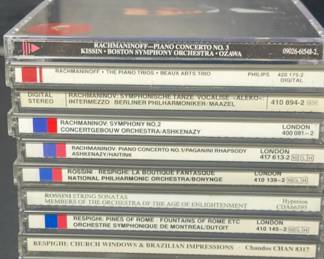 RACHMANINOFF—PIANO CONCERTO NO. 3
KISSIN · BOSTON SYMPHONY ORCHESTRA · OZAWA
09026-61548-2
RACHMANINOFF · THE PIANO TRIOS · BEAUX ARTS TRIO
PHILIPS
420 175-2
DIGITAL
DIGITAL
STEREO
RACHMANINOV: SYMPHONISCHE TÄNZE · VOCALISE · »ALEKO«:
INTERMEZZO · BERLINER PHILHARMONIKER/MAAZEL
410 894-2
RACHMANINOV: SYMPHONY NO.2
CONCERTGEBOUW ORCHESTRA/ASHKENAZY
LONDON
400 081-2
RACHMANINOV: PIANO CONCERTO NO.1/PAGANINI RHAPSODY
ASHKENAZY/HAITINK
LONDON
417 613-2
ROSSINI / RESPIGHI: LA BOUTIQUE FANTASQUE
NATIONAL PHILHARMONIC ORCHESTRA/BONYNGE
LONDON
410 139-2
ROSSINI STRING SONATAS
MEMBERS OF THE ORCHESTRA OF THE AGE OF ENLIGHTENMENT
Hyperion
RESPIGHI: PINES OF ROME · FOUNTAINS OF ROME ETC
ORCHESTRE SYMPHONIQUE DE MONTRÉAL/DUTOIT
LONDON
410 145-2
RESPIGHI: CHURCH WINDOWS & BRAZILIAN IMPRESSIONS — Chandos CHAN 8317